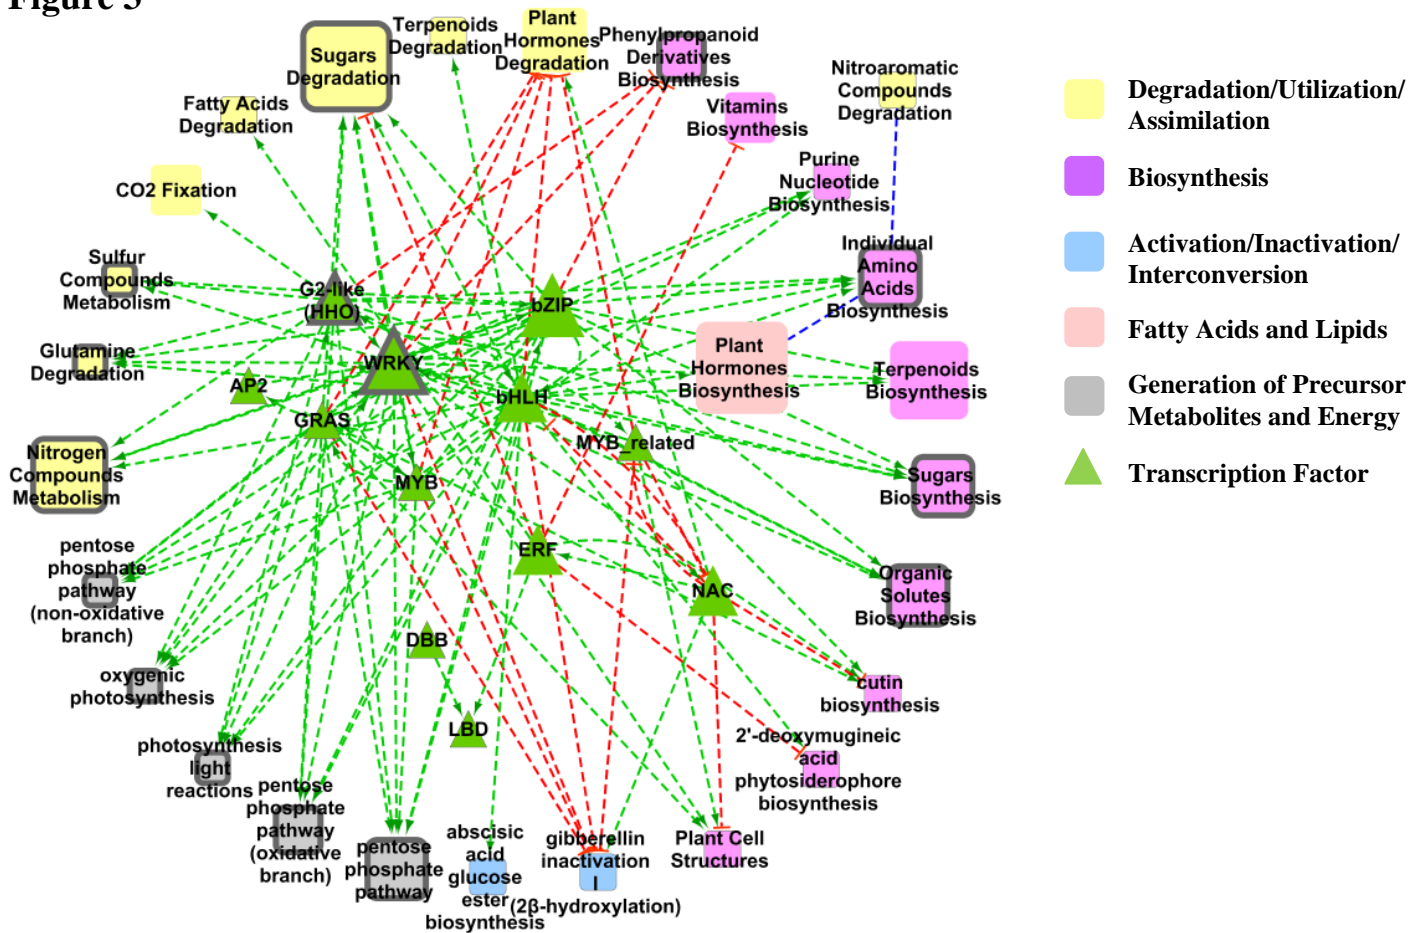 Figure 3
Sugars
Degradation
Terpenoids
Degradation
Plant
Hormones
Degradation
Phenylpropanoid
Derivatives
Biosynthesis
Vitamins
Biosynthesis
Nitroaromatic
Compounds
Degradation
Fatty Acids
Degradation
CO2 Fixation
Purine
Nucleotide
Biosynthesis
Sulfur
Compounds
Metabolism
G2-like
(HHO)
bZIP
Individual
Amino
Acids
Biosynthesis
Glutamine
Degradation
AP2
WRKY
GRAS
bHLH
Plant
Hormones
Biosynthesis
Terpenoids
Biosynthesis
MYB_related
Nitrogen
Compounds
Metabolism
MYB
Sugars
Biosynthesis
pentose
phosphate
pathway
(non-oxidative
branch)
ERF
NAC
Organic
Solutes
Biosynthesis
DBB
oxygenic
photosynthesis
LBD
cutin
biosynthesis
photosynthesis
light
reactions
2'-deoxymugineic
acid
phytosiderophore
biosynthesis
pentose
phosphate
pathway
(oxidative
branch)
pentose
phosphate
pathway
abscisic
acid
glucose
ester
biosynthesis
gibberellin
inactivation
I
(2β-hydroxylation)
Plant Cell
Structures
Degradation/Utilization/
Assimilation
Biosynthesis
Activation/Inactivation/
Interconversion
Fatty Acids and Lipids
Generation of Precursor
Metabolites and Energy
Transcription Factor